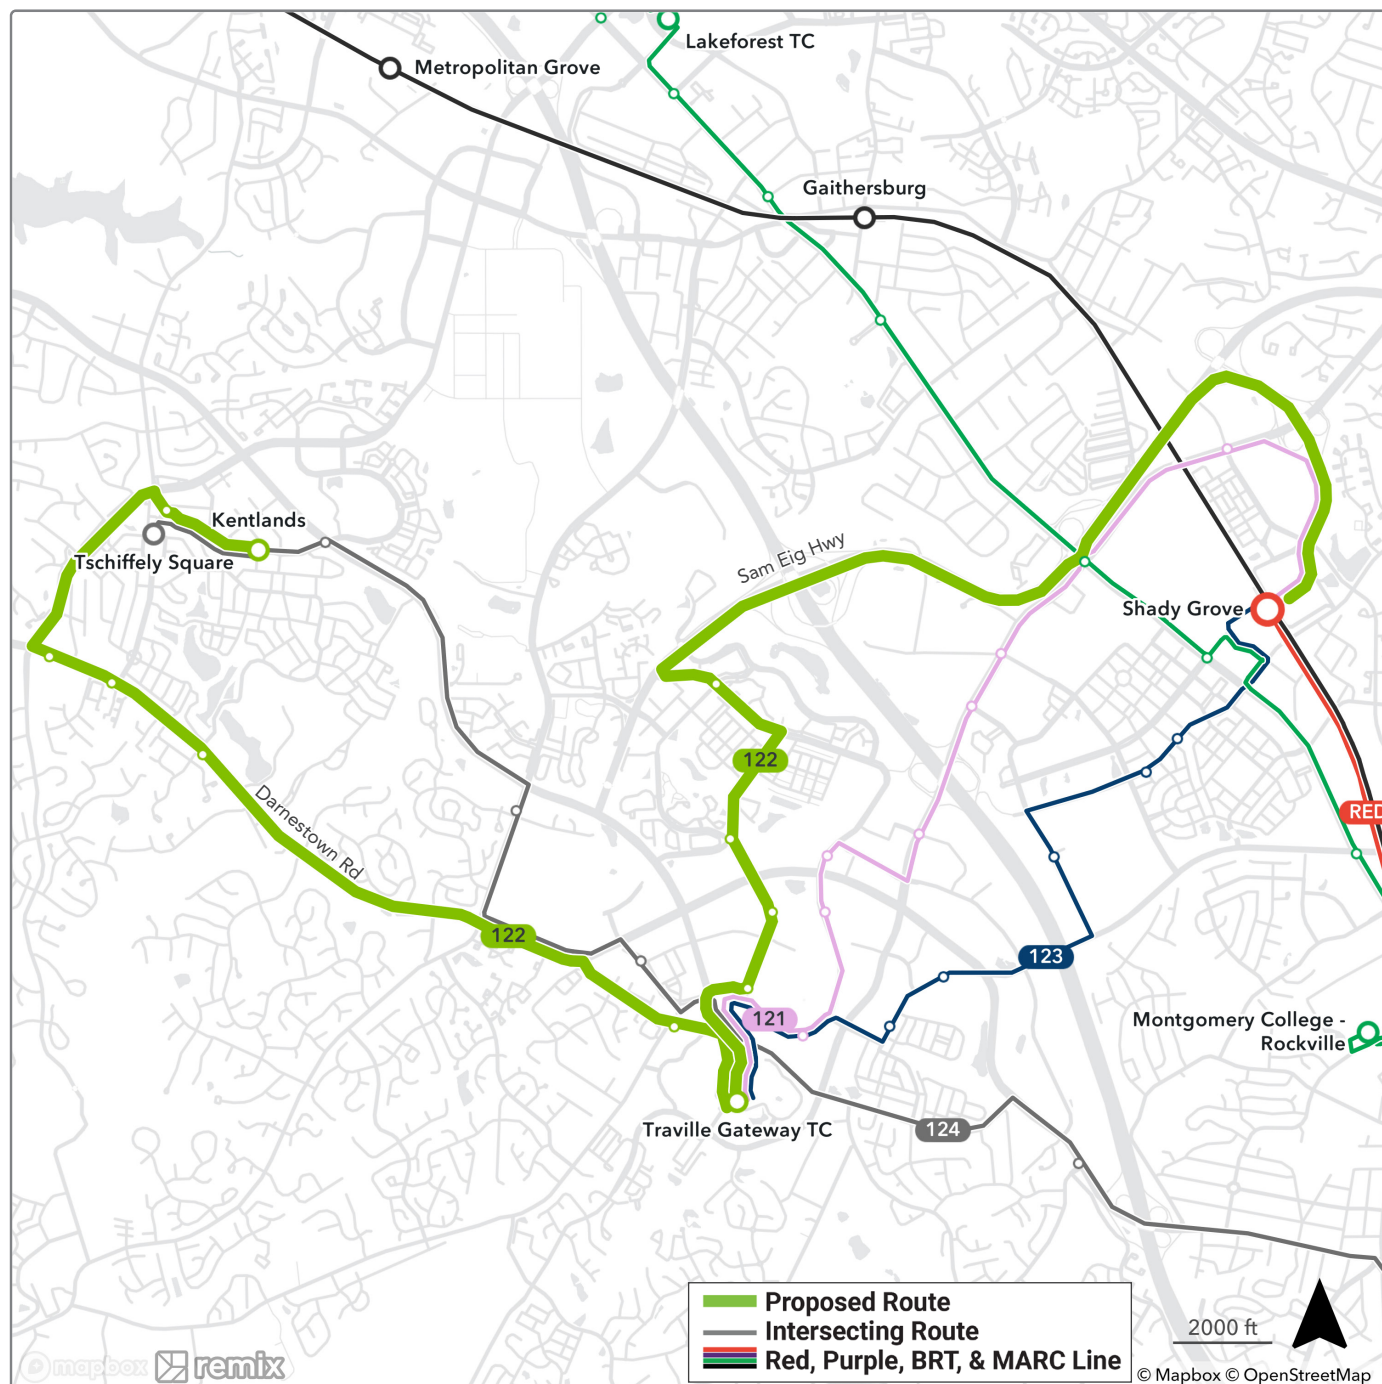 Lakeforest TC
Metropolitan Grove
Gaithersburg
Kentlands
Tschiffely Square
Sam Eig Hwy
Shady Grove
122
RED
Darnestown Rd
122
123
121
Montgomery College -
Rockville
Traville Gateway TC
124
Proposed Route
Intersecting Route
Red, Purple, BRT, & MARC Line
2000 ft
mapbox
remix
© Mapbox © OpenStreetMap